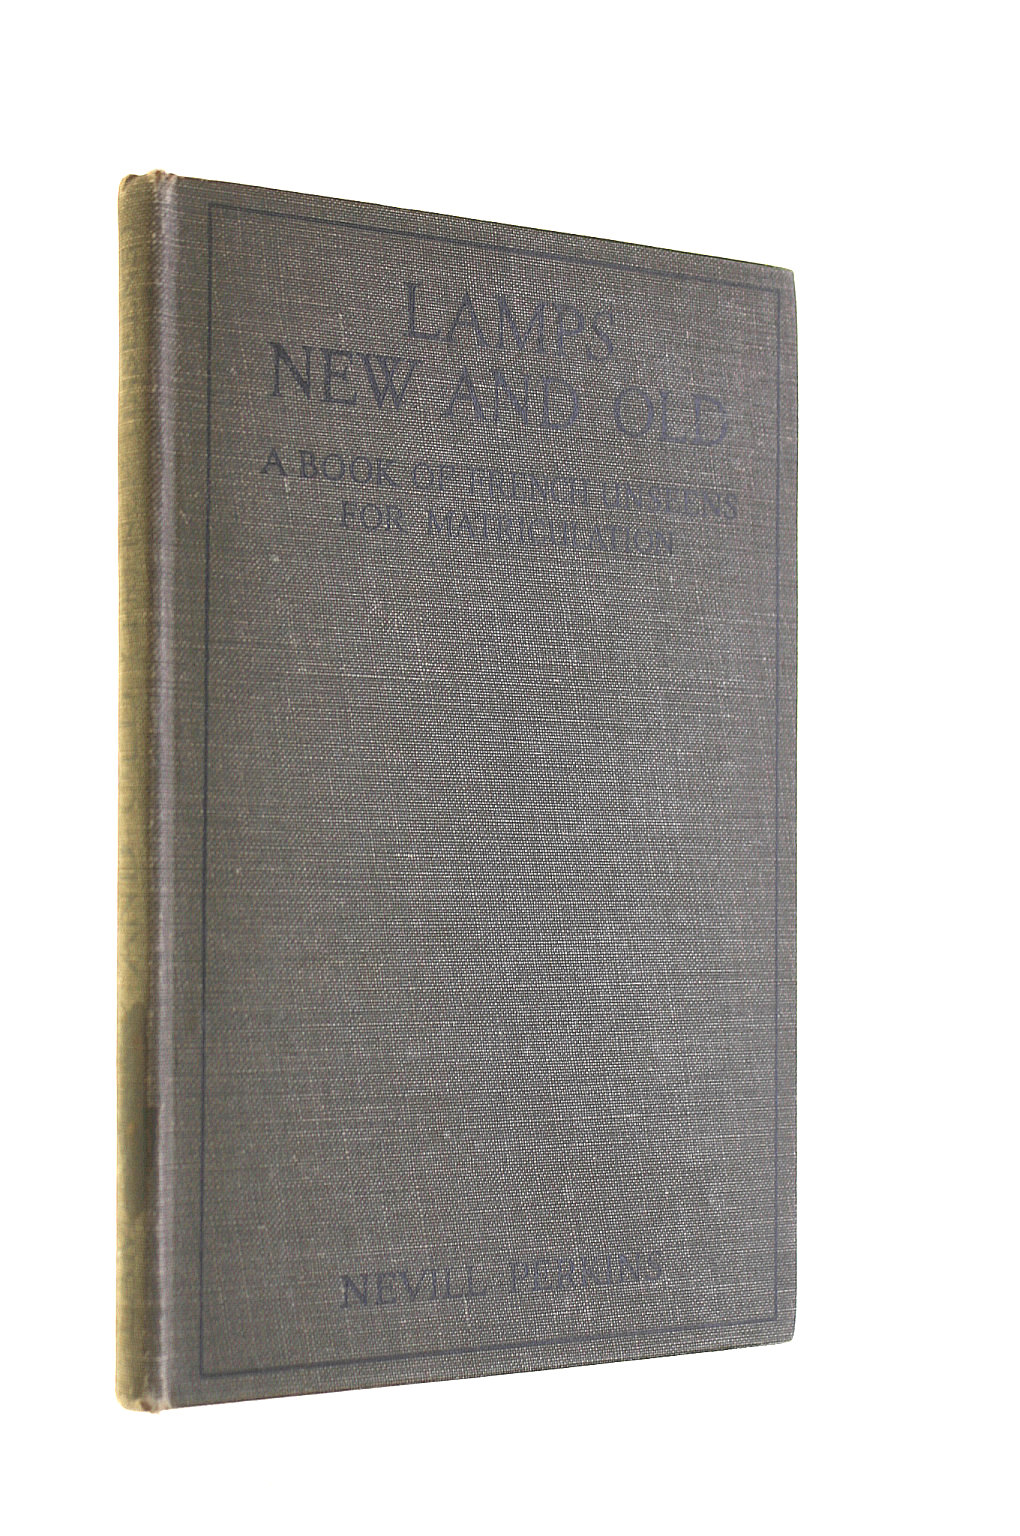 LAMPS
NEW AND OLD
A BOOK OF FRENCH UNSEENS
FOR MATRICULATION
NEVILL PERKINS